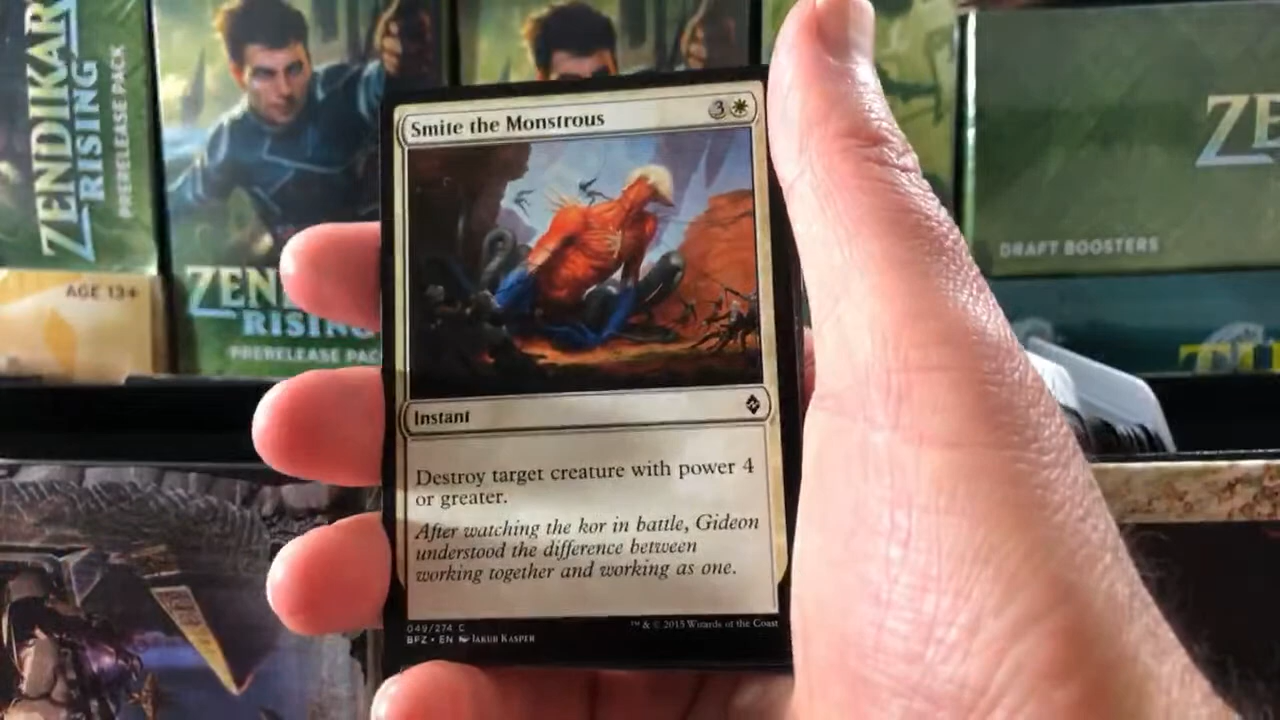 ZENDIKAR
RISING
PRERELEASE PACK
AGE 13+
ZEN
RISING
PRERELEASE PAC
Smite the Monstrous
3
Instant
Destroy target creature with power 4
or greater.
After watching the kor in battle, Gideon
understood the difference between
working together and working as one.
049/274 C
BFZ • EN Jakub Kasper
™ & © 2015 Wizards of the Coast
ZE
DRAFT BOOSTERS